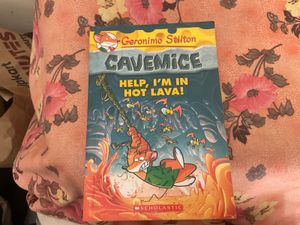 Geronimo Stilton
CAVEMICE
HELP, I'M IN
HOT LAVA!
SCHOLASTIC